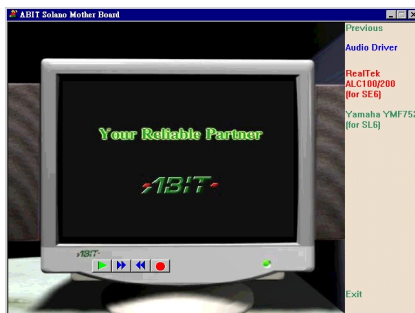 ABIT Solano Mother Board
Previous
Audio Driver
RealTek
ALC100/200
(for SE6)
Yamaha YMF752
(for SL6)
Your Reliable Partner
ABIT
ABIT
Exit